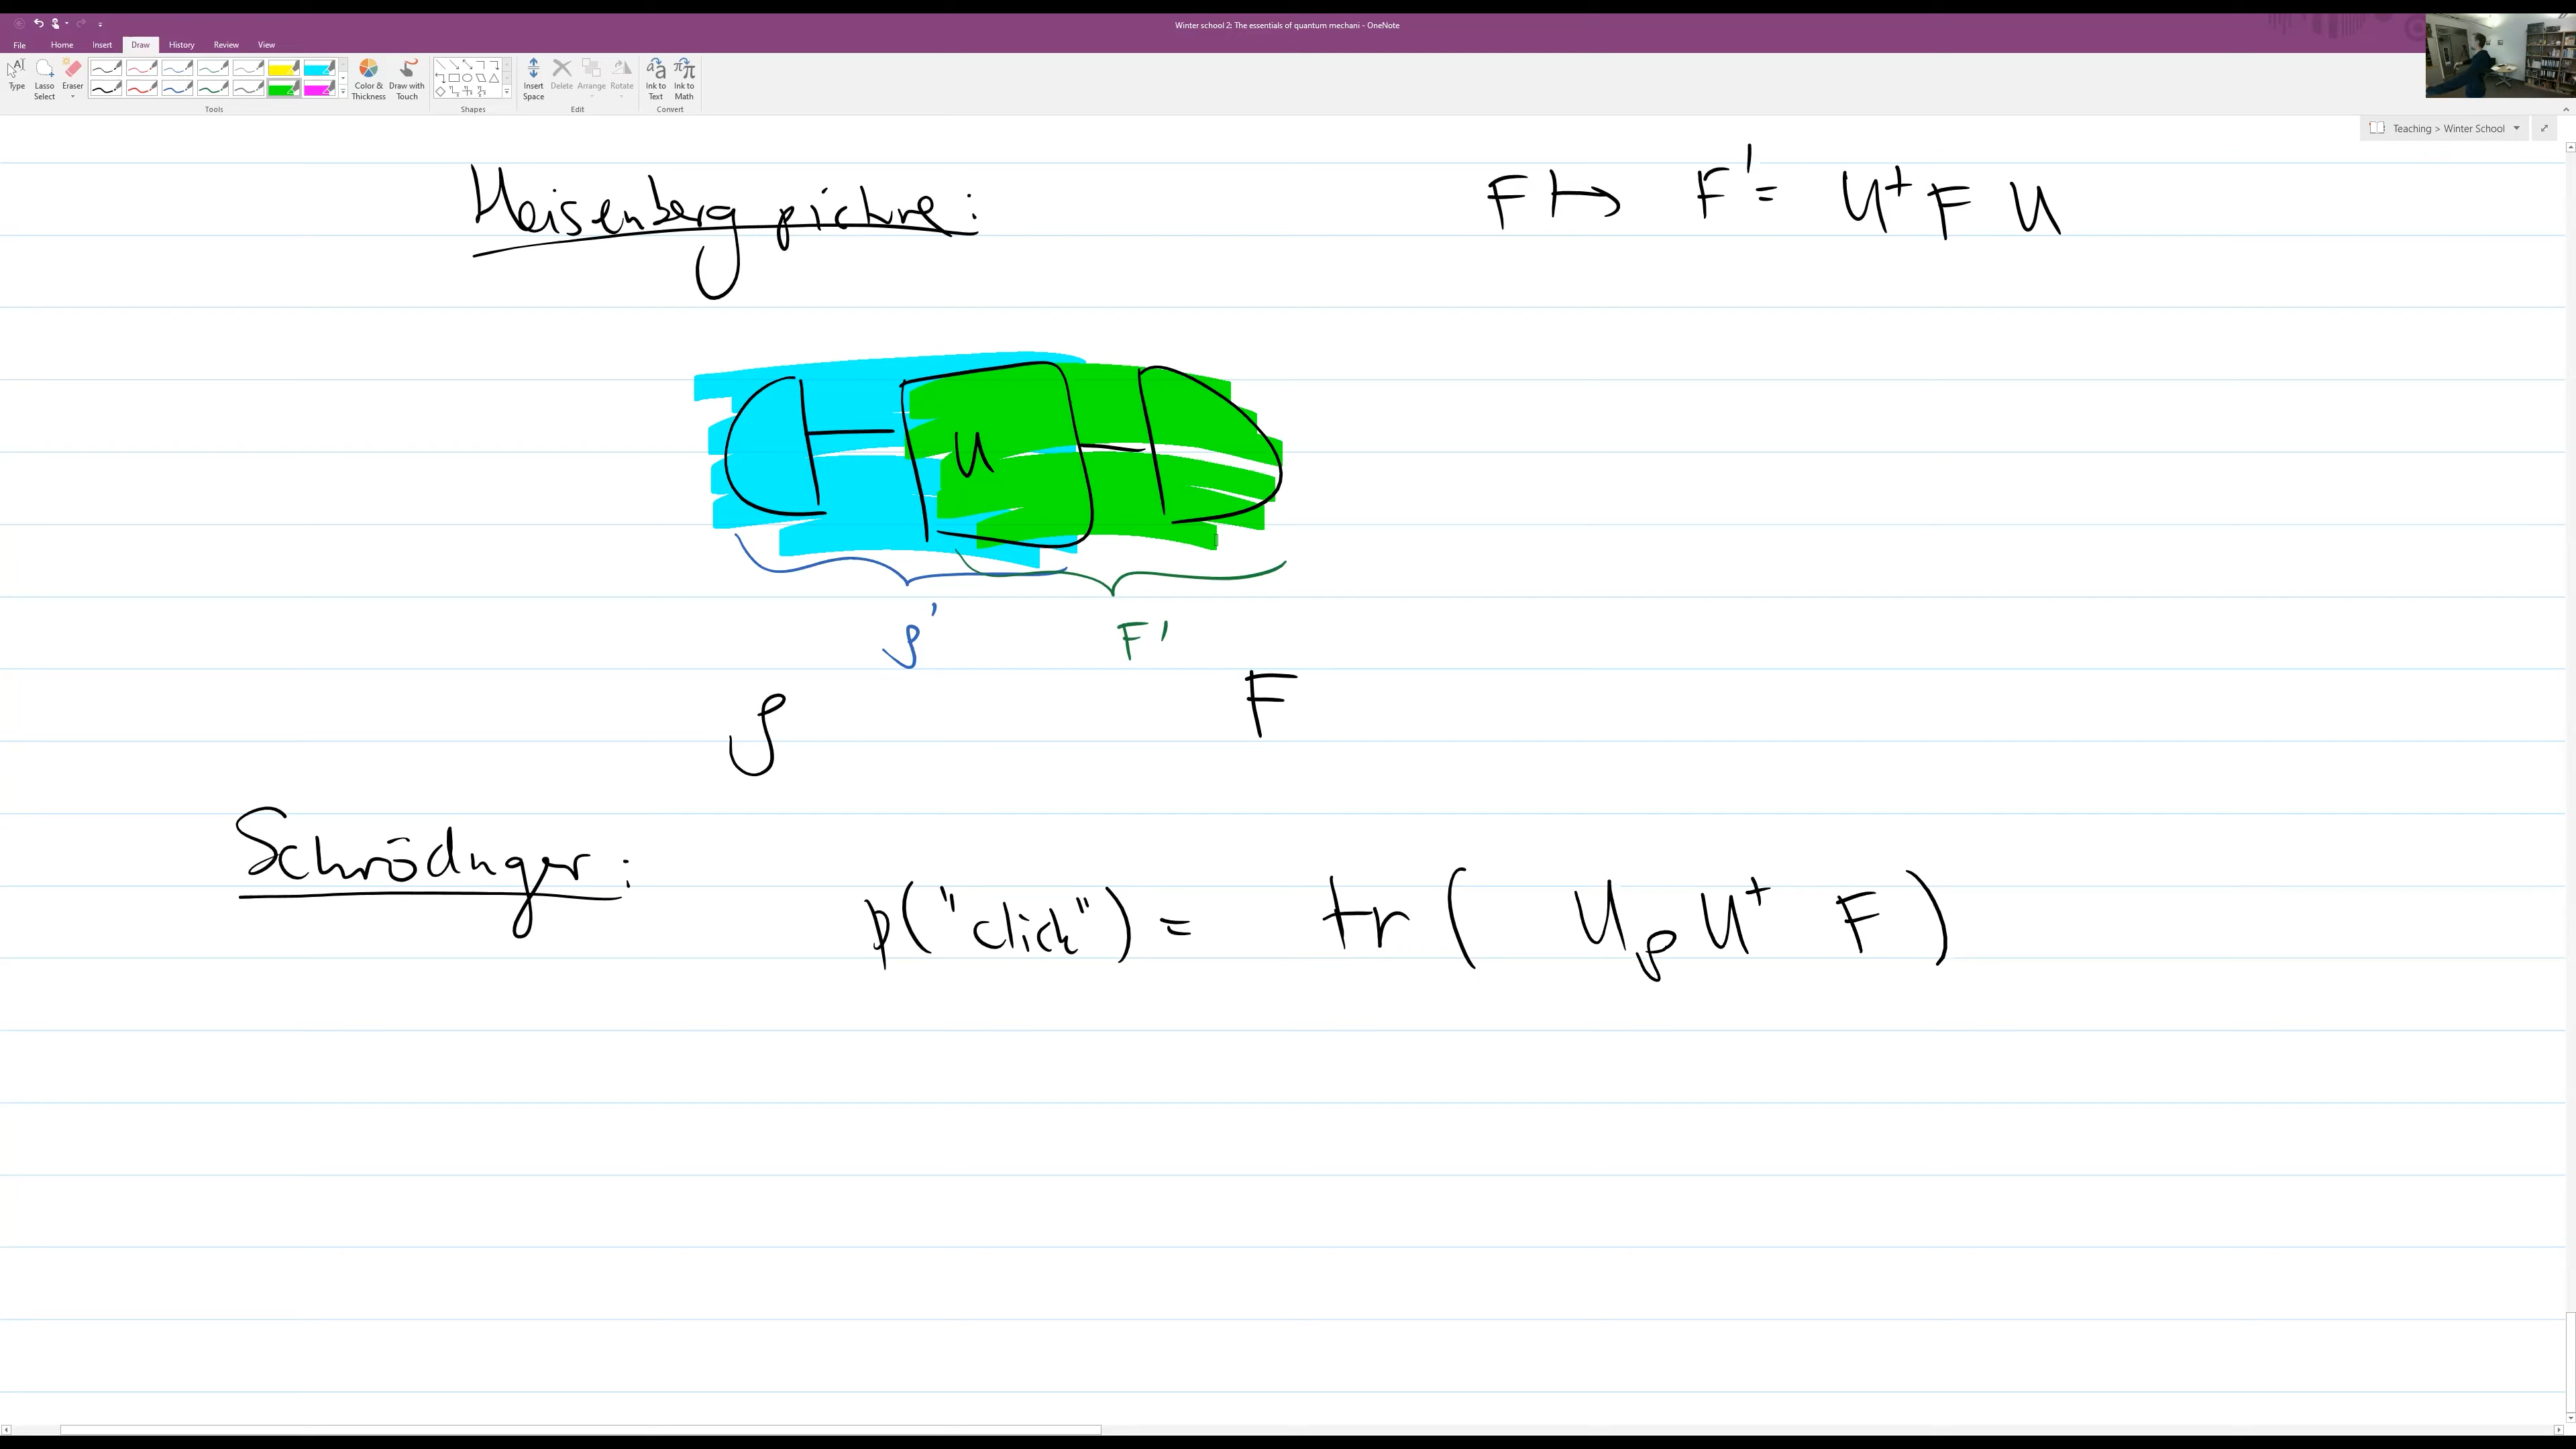 Winter school 2: The essentials of quantum mechani - OneNote
File Home Insert Draw History Review View
Type Lasso Select Eraser Color & Thickness Draw with Touch Insert Space Delete Arrange Rotate Ink to Text Ink to Math
Tools Shapes Edit Convert
Teaching > Winter School
Heisenberg picture: F ↦ F' = U† F U
U
ρ' F'
ρ F
Schrödnger: p("click") = tr( U ρ U† F )